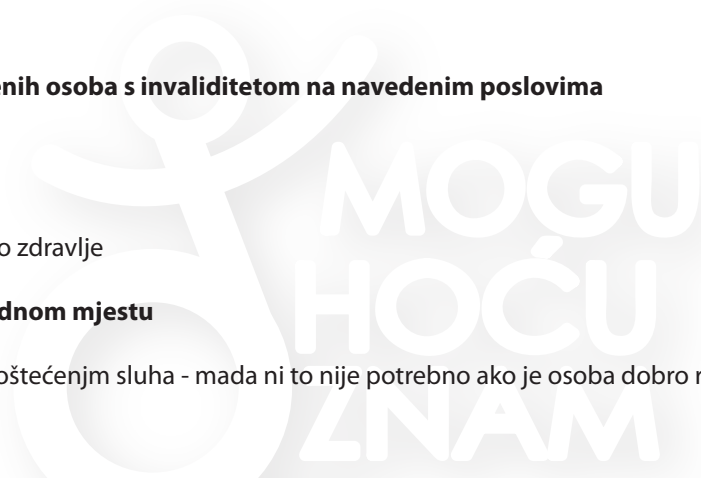 enih osoba s invaliditetom na navedenim poslovima
MOGU
o zdravlje
HOĆU
dnom mjestu
oštećenjm sluha - mada ni to nije potrebno ako je osoba dobro r
ZNAM